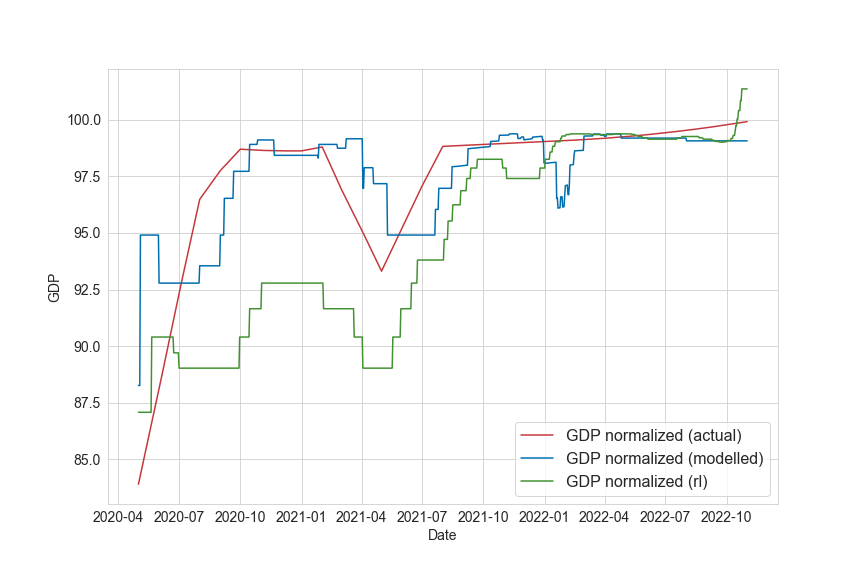 100.0
97.5
95.0
92.5
90.0
87.5
85.0
GDP
GDP normalized (actual)
GDP normalized (modelled)
GDP normalized (rl)
2020-04 2020-07 2020-10 2021-01 2021-04 2021-07 2021-10 2022-01 2022-04 2022-07 2022-10
Date